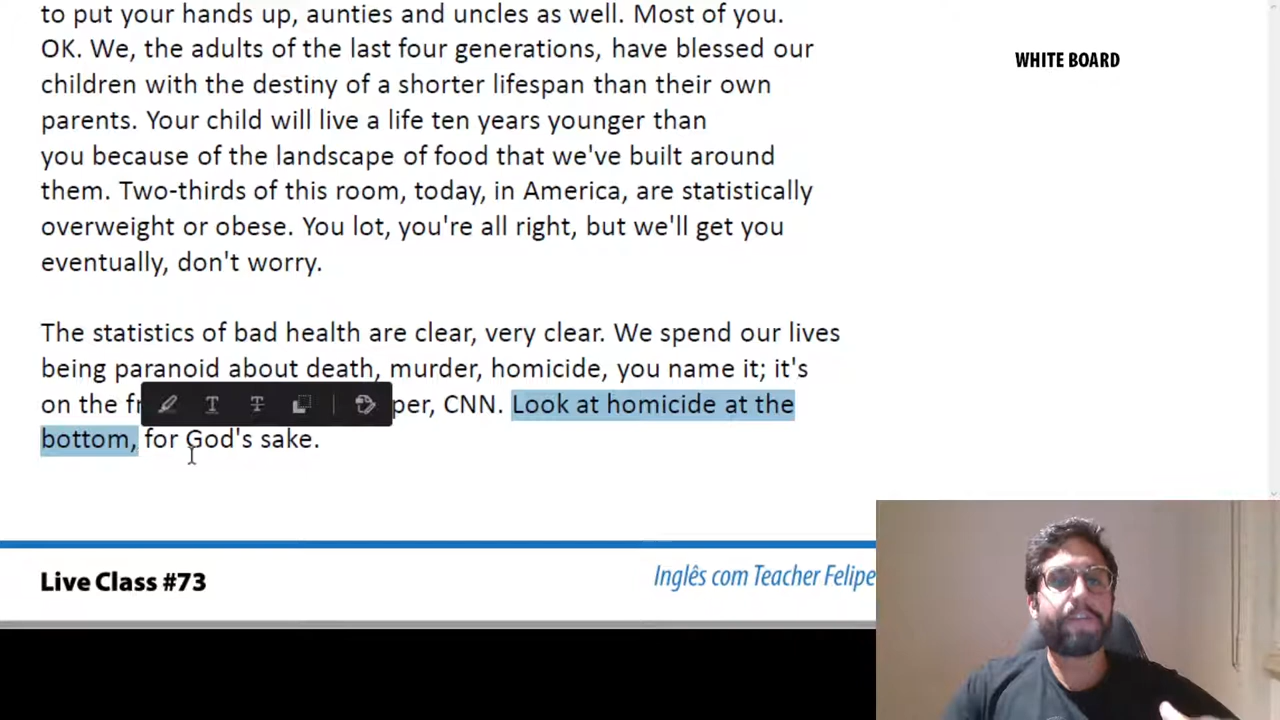 to put your hands up, aunties and uncles as well. Most of you.
OK. We, the adults of the last four generations, have blessed our
children with the destiny of a shorter lifespan than their own
parents. Your child will live a life ten years younger than
you because of the landscape of food that we've built around
them. Two-thirds of this room, today, in America, are statistically
overweight or obese. You lot, you're all right, but we'll get you
eventually, don't worry.
The statistics of bad health are clear, very clear. We spend our lives
being paranoid about death, murder, homicide, you name it; it's
on the CNN. Look at homicide at the
bottom, for God's sake.
WHITE BOARD
Live Class #73
Inglês com Teacher Felipe